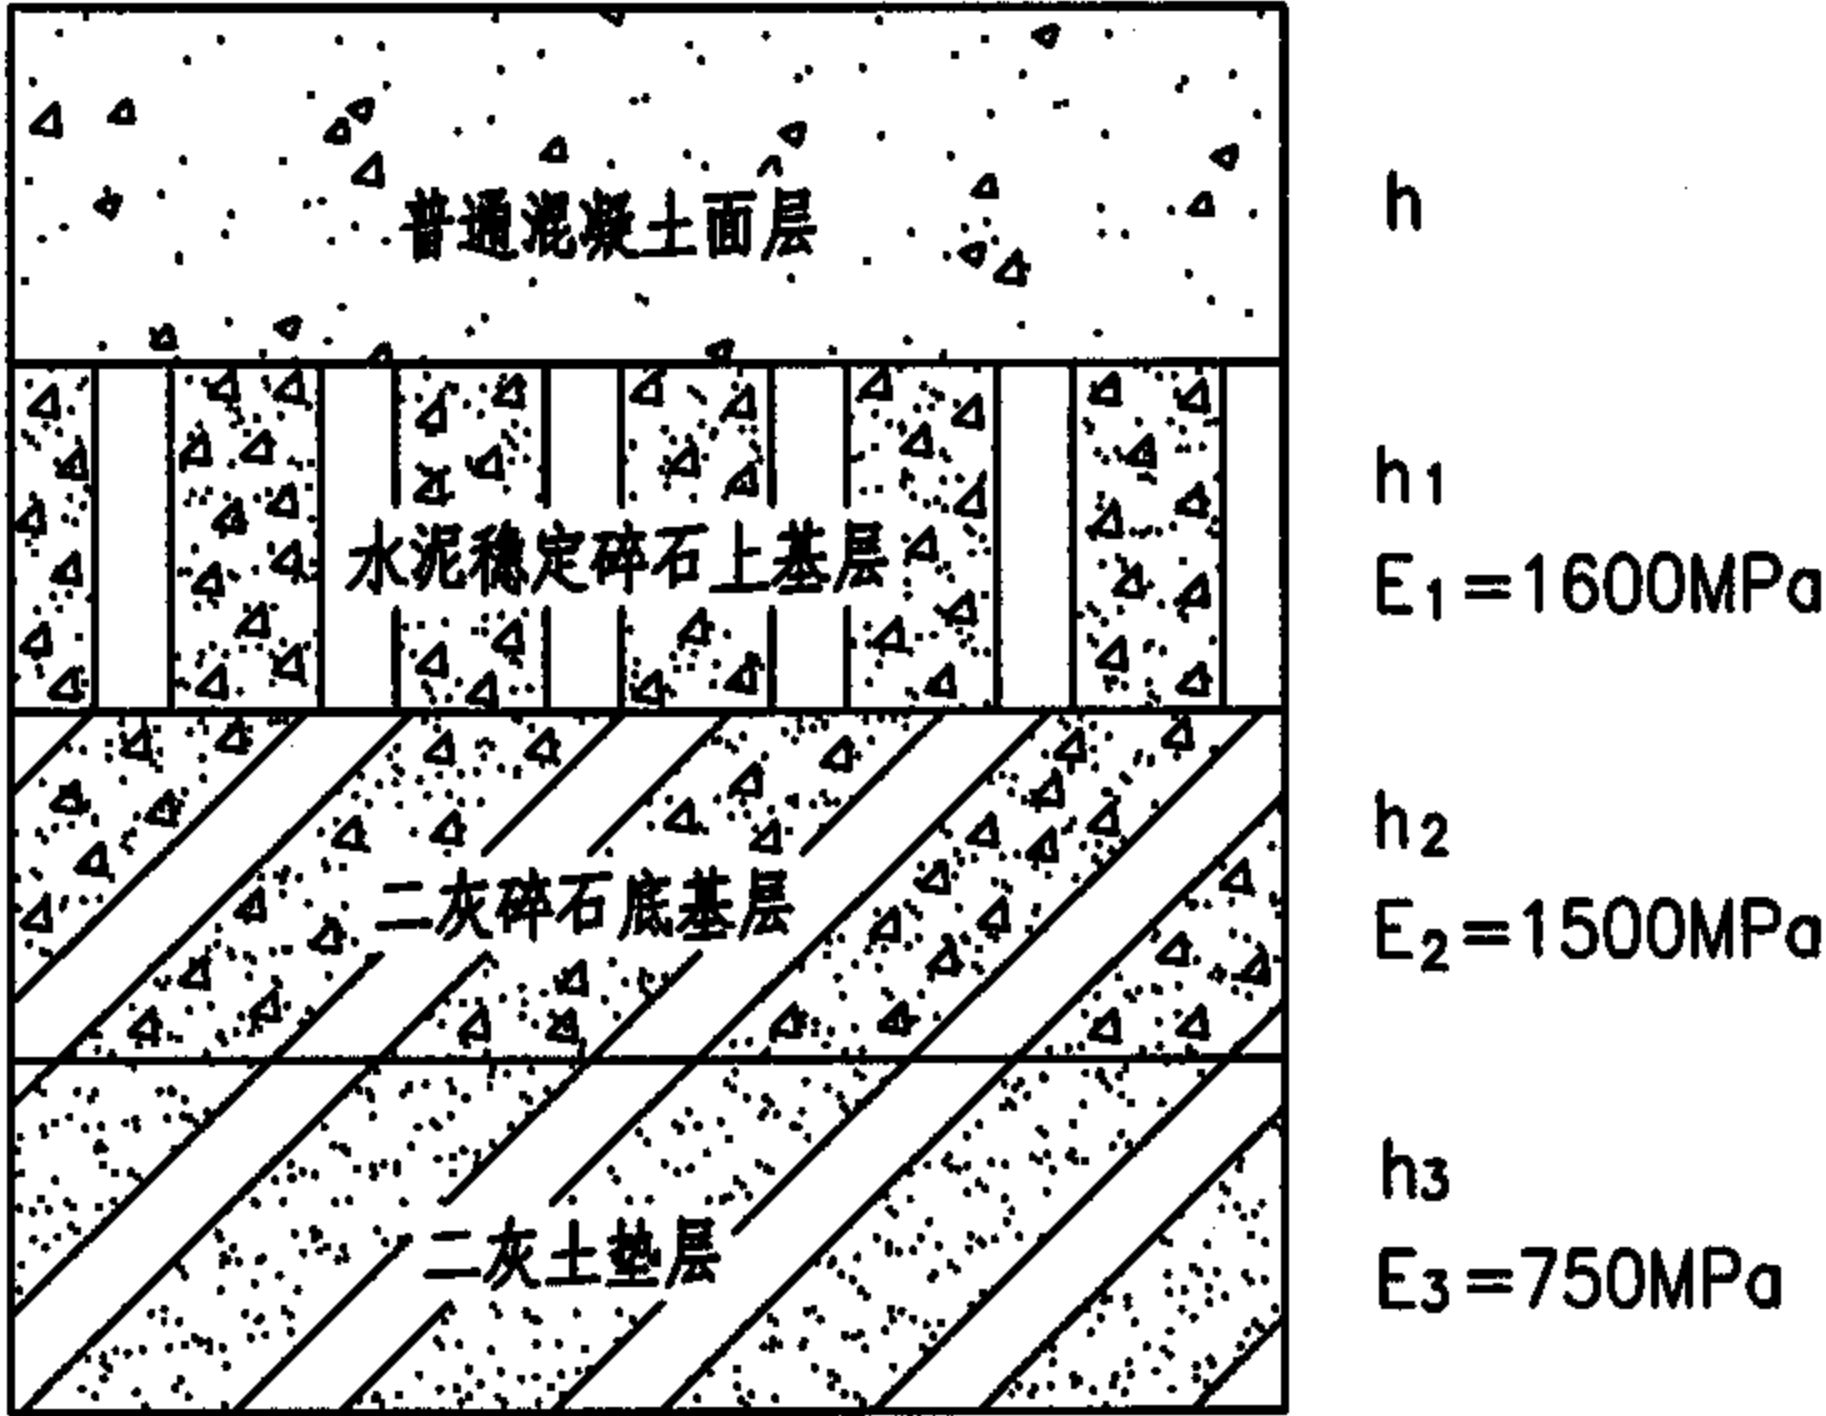 普通混凝土面层
h
水泥稳定碎石上基层
h1
E1=1600MPa
二灰碎石底基层
h2
E2=1500MPa
二灰土垫层
h3
E3=750MPa